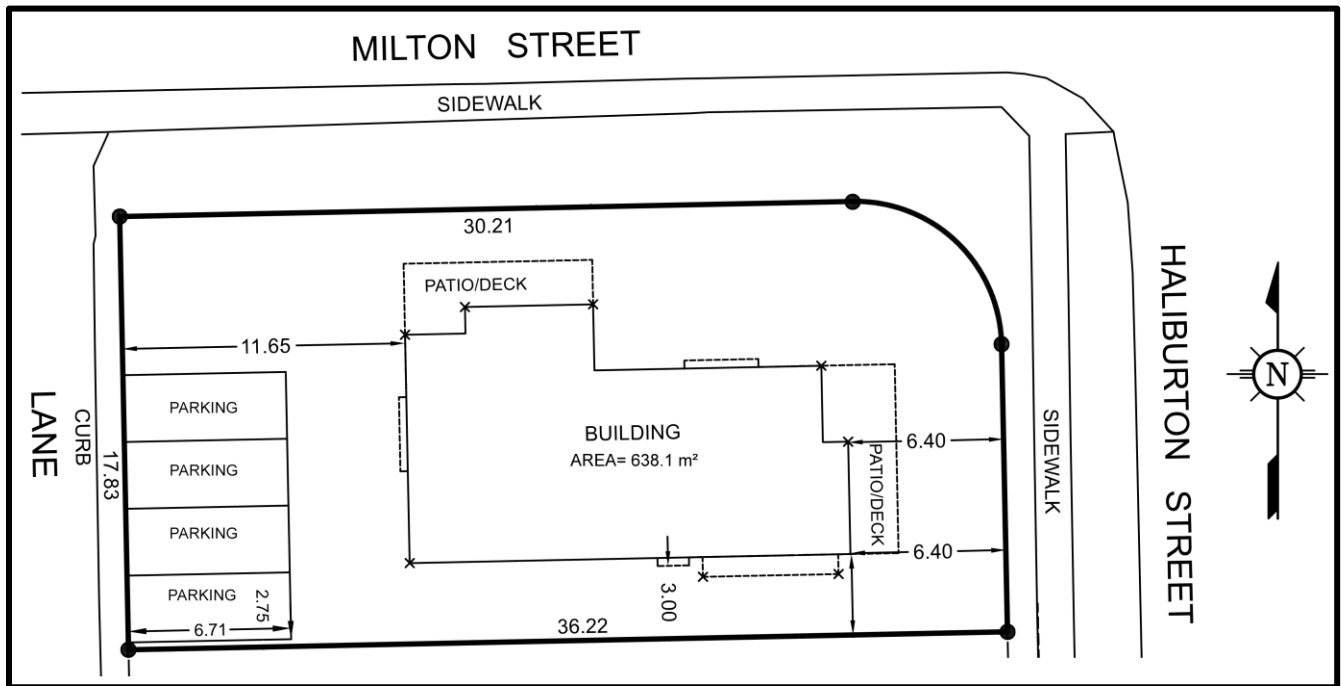 MILTON STREET
SIDEWALK
30.21
PATIO/DECK
11.65
HALIBURTON STREET
N
LANE
CURB
17.83
PARKING
PARKING
PARKING
PARKING
2.75
6.71
BUILDING
AREA= 638.1 m²
6.40
PATIO/DECK
6.40
SIDEWALK
3.00
36.22